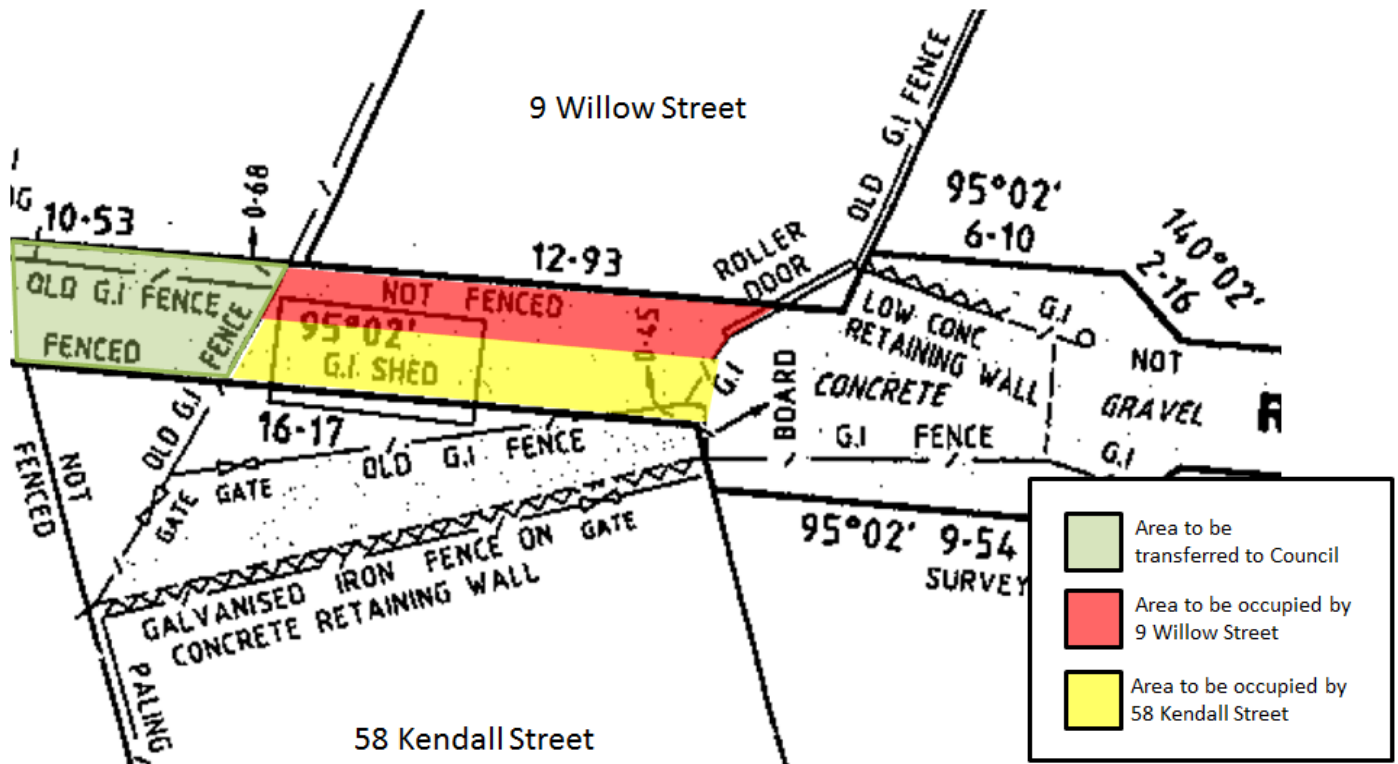 9 Willow Street
OLD G.I FENCE
95°02'
6-10
140°02'
2-16
10-53
0-68
12-93
ROLLER
DOOR
OLD G.I FENCE
FENCED
FENCE
NOT FENCED
95°02'
G.I. SHED
0-45
G.I
BOARD
LOW CONC
RETAINING WALL
CONCRETE
G.I
NOT
GRAVEL
R
G.I FENCE
G.I
16-17
OLD G.I
OLD G.I FENCE
GATE
GATE
NOT
FENCED
GALVANISED IRON FENCE ON
CONCRETE RETAINING WALL
GATE
95°02' 9-54
SURVEY
PALING
58 Kendall Street
Area to be
transferred to Council
Area to be occupied by
9 Willow Street
Area to be occupied by
58 Kendall Street